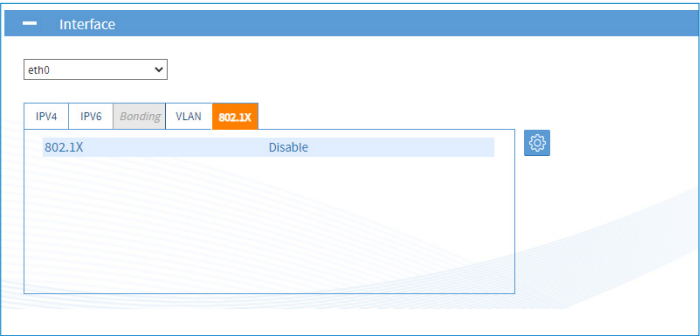 Interface
eth0
IPV4 IPV6 Bonding VLAN 802.1X
802.1X Disable